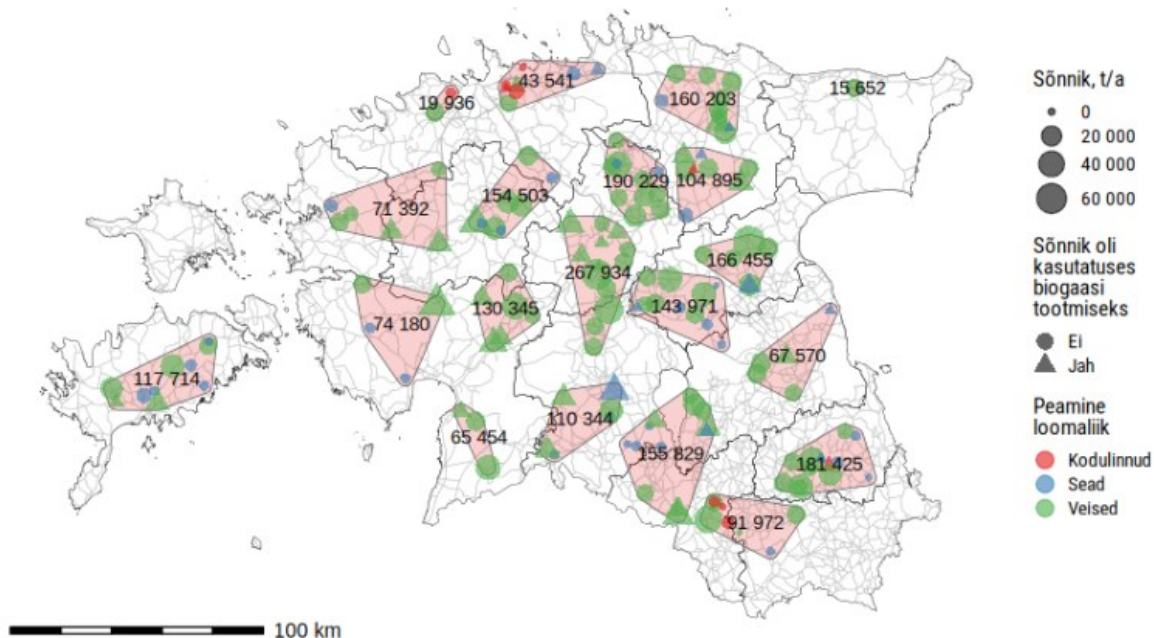 43 541
19 936
160 203
15 652
190 229
104 895
154 503
71 392
166 455
267 934
143 971
130 345
74 180
67 570
117 714
110 344
65 454
155 829
181 425
91 972
100 km
Sõnnik, t/a
0
20 000
40 000
60 000
Sõnnik oli
kasutatuses
biogaasi
tootmiseks
Ei
Jah
Peamine
loomaliik
Kodulinnud
Sead
Veised